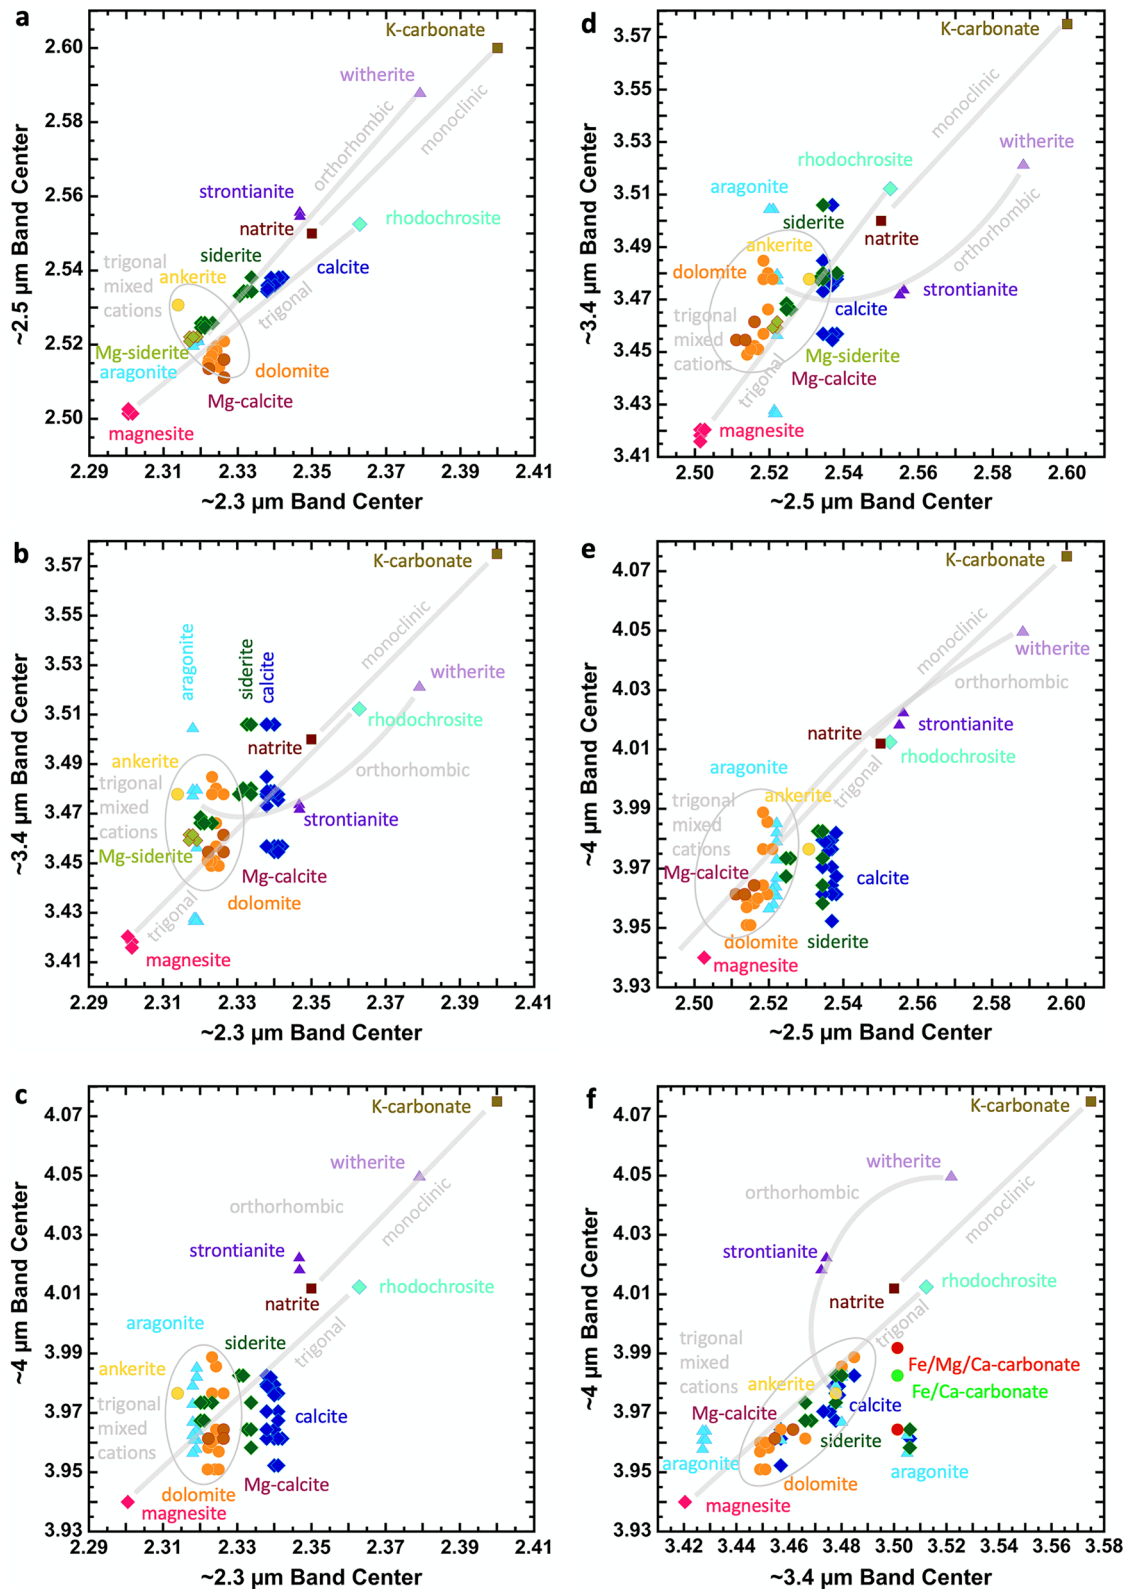 a
K-carbonate
2.60
witherite
2.58
orthorhombic
monoclinic
2.56
strontianite
natrite
rhodochrosite
2.54
siderite
calcite
trigonal
mixed
cations
ankerite
trigonal
2.52
Mg-siderite
aragonite
dolomite
Mg-calcite
2.50
magnesite
~2.5 µm Band Center
2.29 2.31 2.33 2.35 2.37 2.39 2.41
~2.3 µm Band Center
d
3.57
K-carbonate
3.55
monoclinic
3.53
witherite
rhodochrosite
aragonite
3.51
siderite
natrite
orthorhombic
3.49
ankerite
dolomite
3.47
strontianite
calcite
trigonal
mixed
cations
3.45
Mg-siderite
Mg-calcite
trigonal
3.43
magnesite
3.41
~3.4 µm Band Center
2.50 2.52 2.54 2.56 2.58 2.60
~2.5 µm Band Center
b
3.57
K-carbonate
3.55
monoclinic
3.53
aragonite
siderite
calcite
witherite
3.51
rhodochrosite
natrite
3.49
ankerite
orthorhombic
trigonal
mixed
cations
3.47
strontianite
Mg-siderite
3.45
Mg-calcite
dolomite
trigonal
3.43
magnesite
3.41
~3.4 µm Band Center
2.29 2.31 2.33 2.35 2.37 2.39 2.41
~2.3 µm Band Center
e
4.07
K-carbonate
4.05
monoclinic
witherite
4.03
orthorhombic
strontianite
natrite
4.01
rhodochrosite
aragonite
trigonal
3.99
trigonal
mixed
cations
ankerite
3.97
Mg-calcite
calcite
3.95
dolomite
siderite
magnesite
3.93
~4 µm Band Center
2.50 2.52 2.54 2.56 2.58 2.60
~2.5 µm Band Center
c
4.07
K-carbonate
4.05
witherite
monoclinic
orthorhombic
4.03
strontianite
4.01
rhodochrosite
natrite
aragonite
trigonal
siderite
3.99
ankerite
trigonal
mixed
cations
3.97
calcite
3.95
Mg-calcite
dolomite
magnesite
3.93
~4 µm Band Center
2.29 2.31 2.33 2.35 2.37 2.39 2.41
~2.3 µm Band Center
f
4.07
K-carbonate
4.05
witherite
orthorhombic
monoclinic
4.03
strontianite
4.01
rhodochrosite
natrite
trigonal
3.99
trigonal
mixed
cations
Fe/Mg/Ca-carbonate
ankerite
Fe/Ca-carbonate
3.97
Mg-calcite
calcite
siderite
3.95
aragonite
aragonite
dolomite
magnesite
3.93
~4 µm Band Center
3.42 3.44 3.46 3.48 3.50 3.52 3.54 3.56 3.58
~3.4 µm Band Center